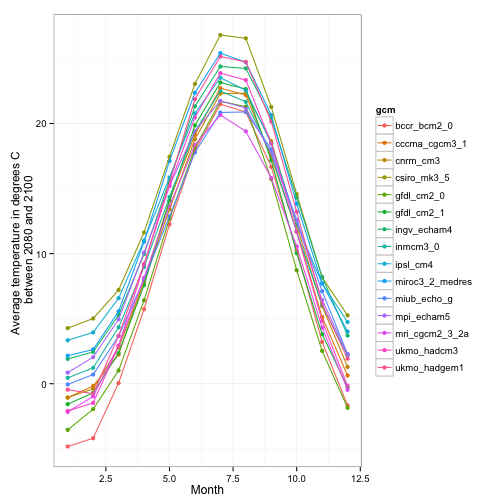 Average temperature in degrees C
between 2080 and 2100
20
10
0
2.5
5.0
7.5
10.0
12.5
Month
gcm
bccr_bcm2_0
cccma_cgcm3_1
cnrm_cm3
csiro_mk3_5
gfdl_cm2_0
gfdl_cm2_1
ingv_echam4
inmcm3_0
ipsl_cm4
miroc3_2_medres
miub_echo_g
mpi_echam5
mri_cgcm2_3_2a
ukmo_hadcm3
ukmo_hadgem1